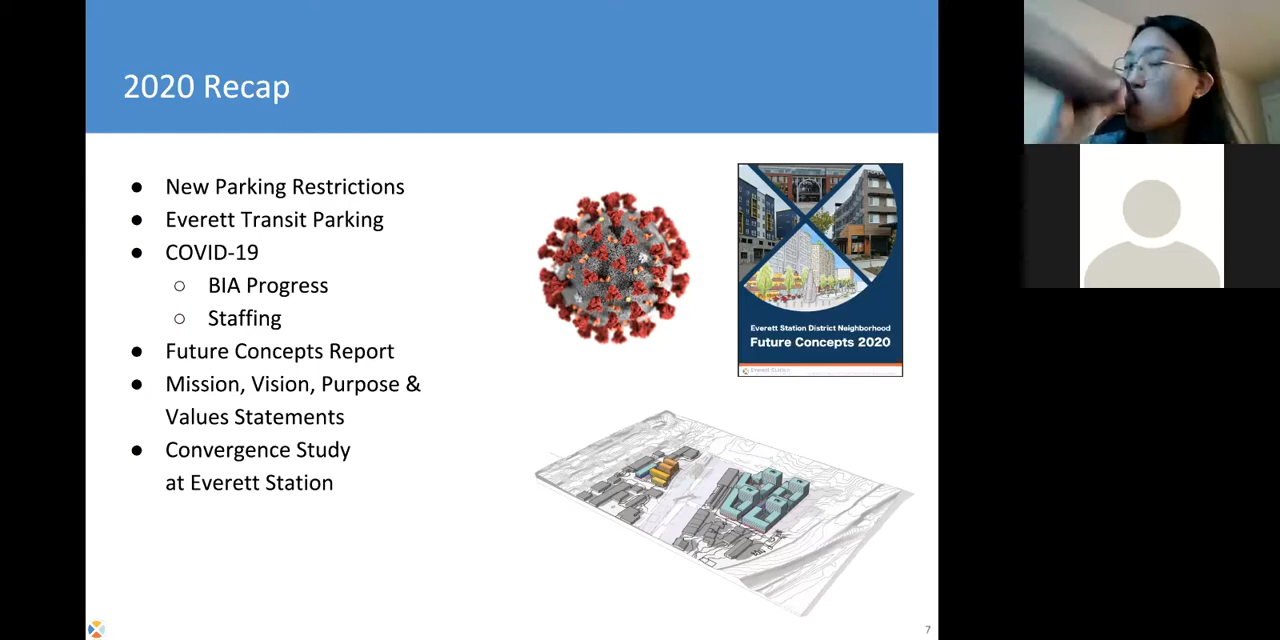 2020 Recap
● New Parking Restrictions
● Everett Transit Parking
● COVID-19
○ BIA Progress
○ Staffing
● Future Concepts Report
● Mission, Vision, Purpose &
Values Statements
● Convergence Study
at Everett Station
Everett Station District Neighborhood
Future Concepts 2020
7